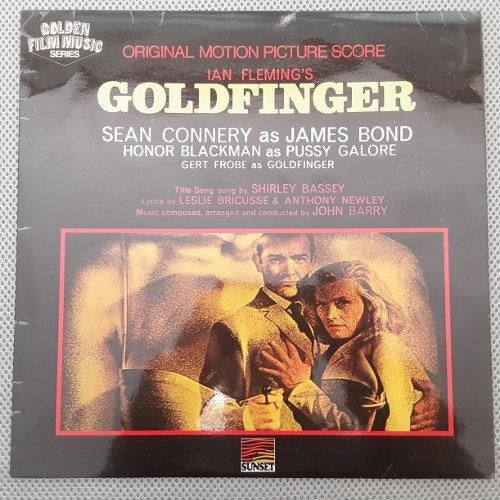 GOLDEN
FILM MUSIC
SERIES
ORIGINAL MOTION PICTURE SCORE
IAN FLEMING'S
GOLDFINGER
SEAN CONNERY as JAMES BOND
HONOR BLACKMAN as PUSSY GALORE
GERT FROBE as GOLDFINGER
Title Song sung by SHIRLEY BASSEY
Lyrics by LESLIE BRICUSSE & ANTHONY NEWLEY
Music composed, arranged and conducted by JOHN BARRY
SUNSET